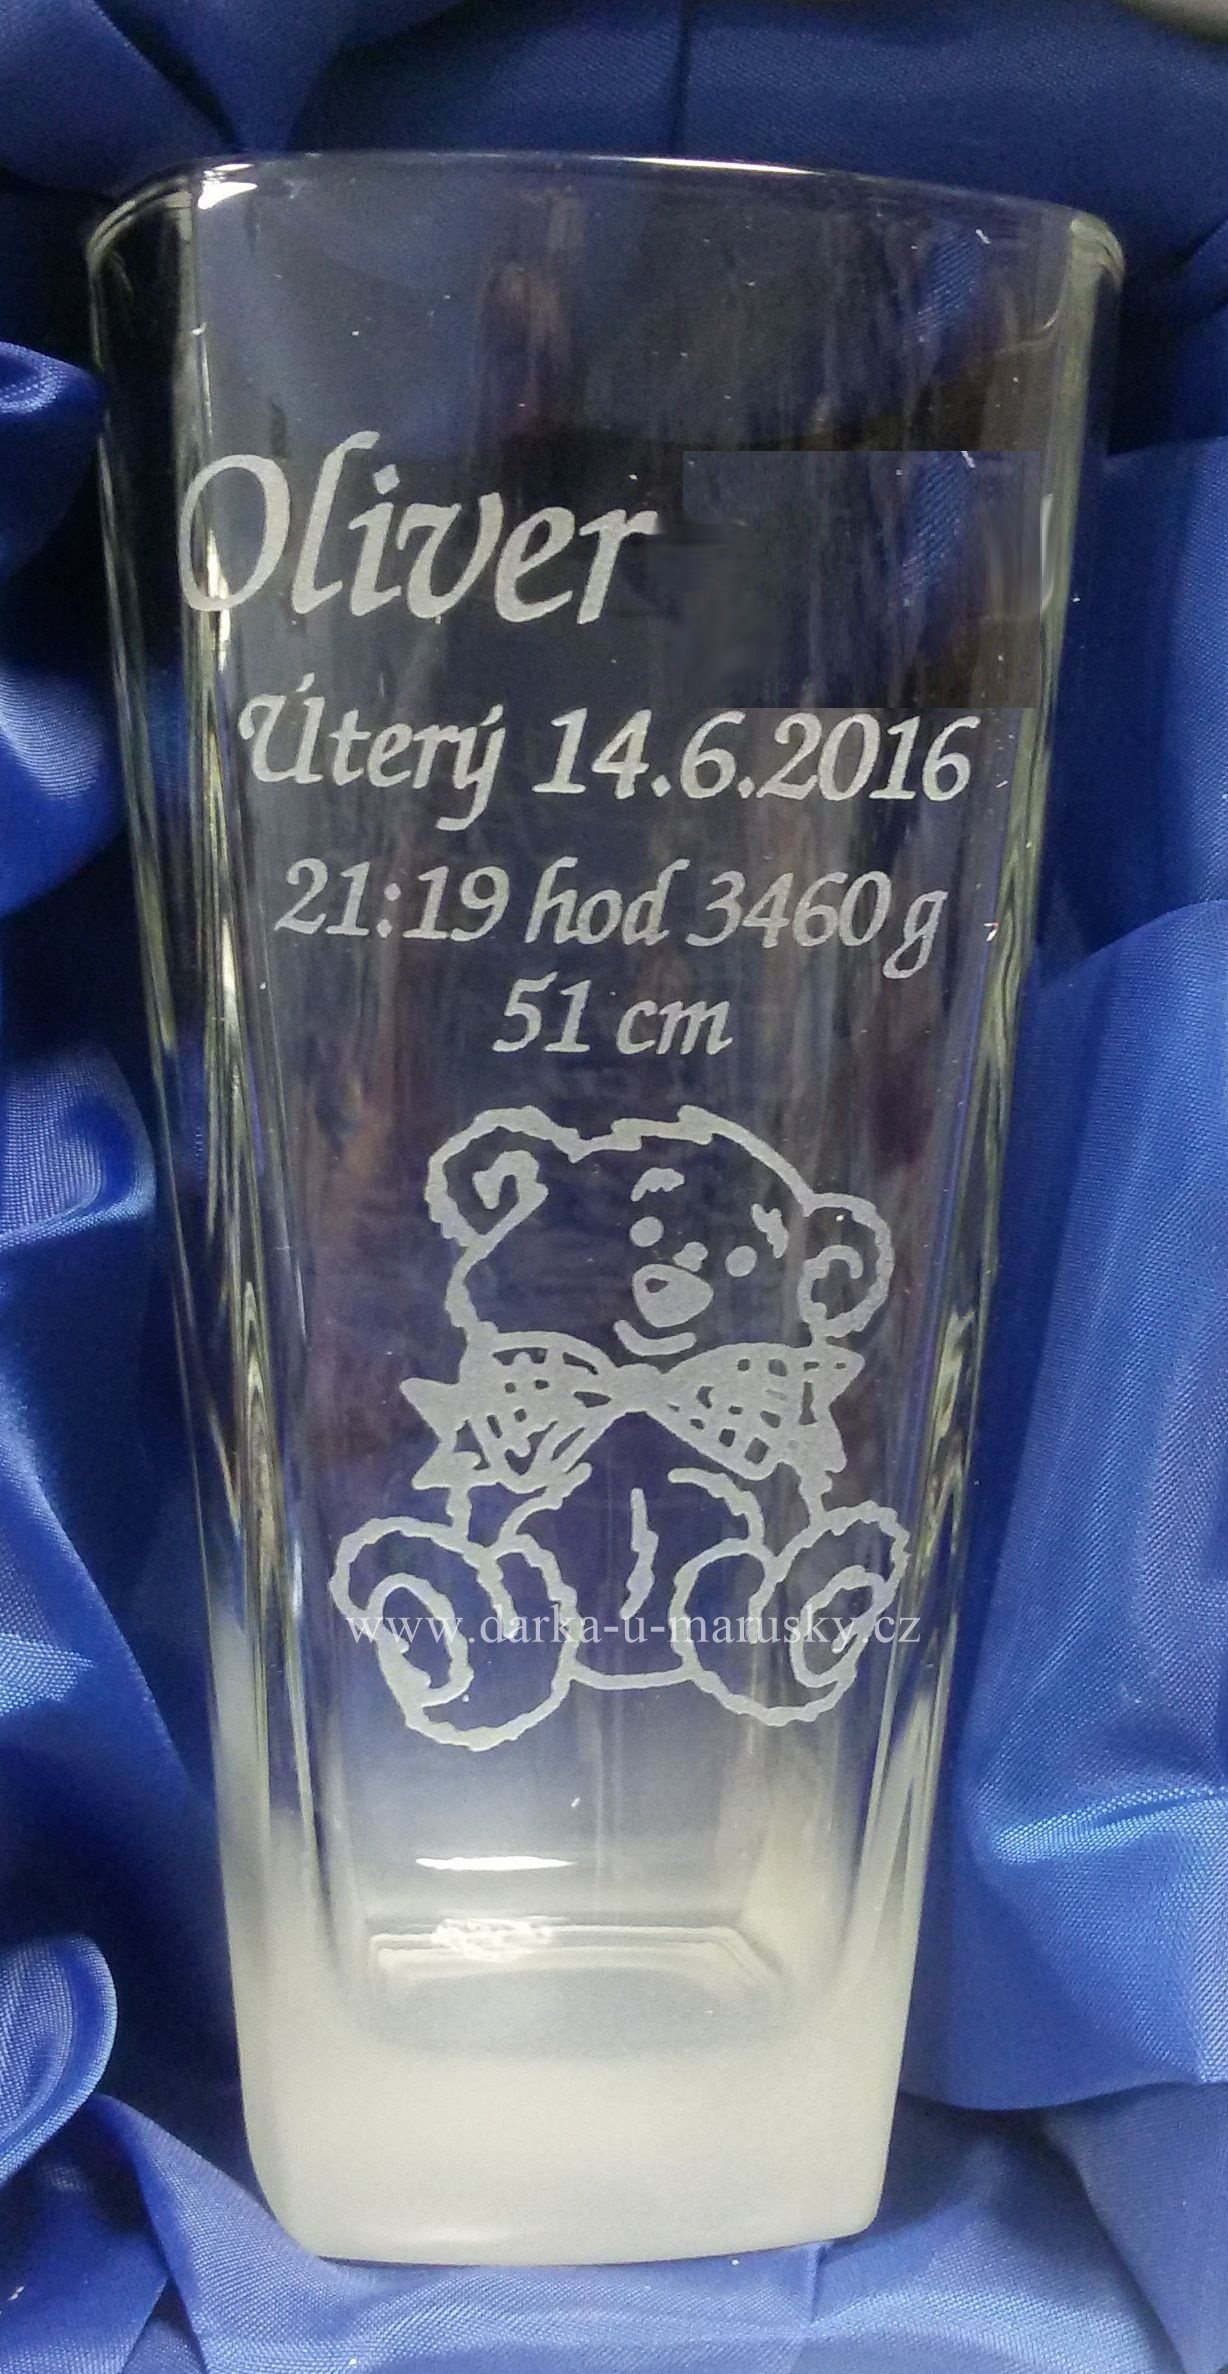 Oliver
Úterý 14.6.2016
21:19 hod 3460 g
51 cm
www.darka-u-marusky.cz